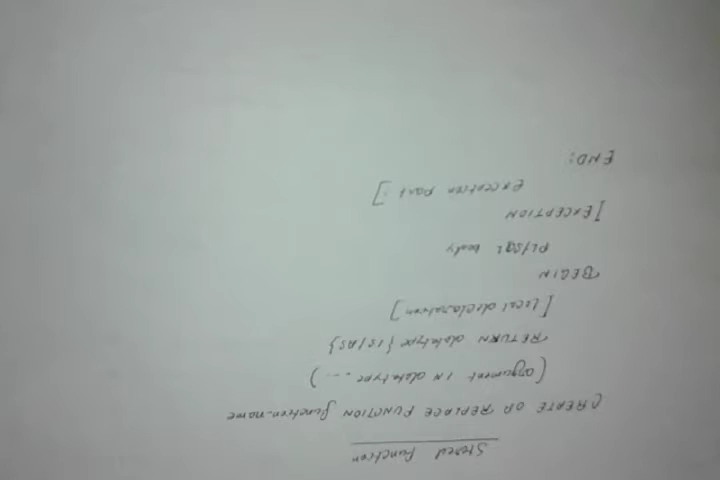 Stored Function
CREATE OR REPLACE FUNCTION function-name
(argument IN datatype ....)
RETURN datatype {IS/AS}
[Local declaration]
BEGIN
PL/SQL body
[EXCEPTION
Exception part]
END;